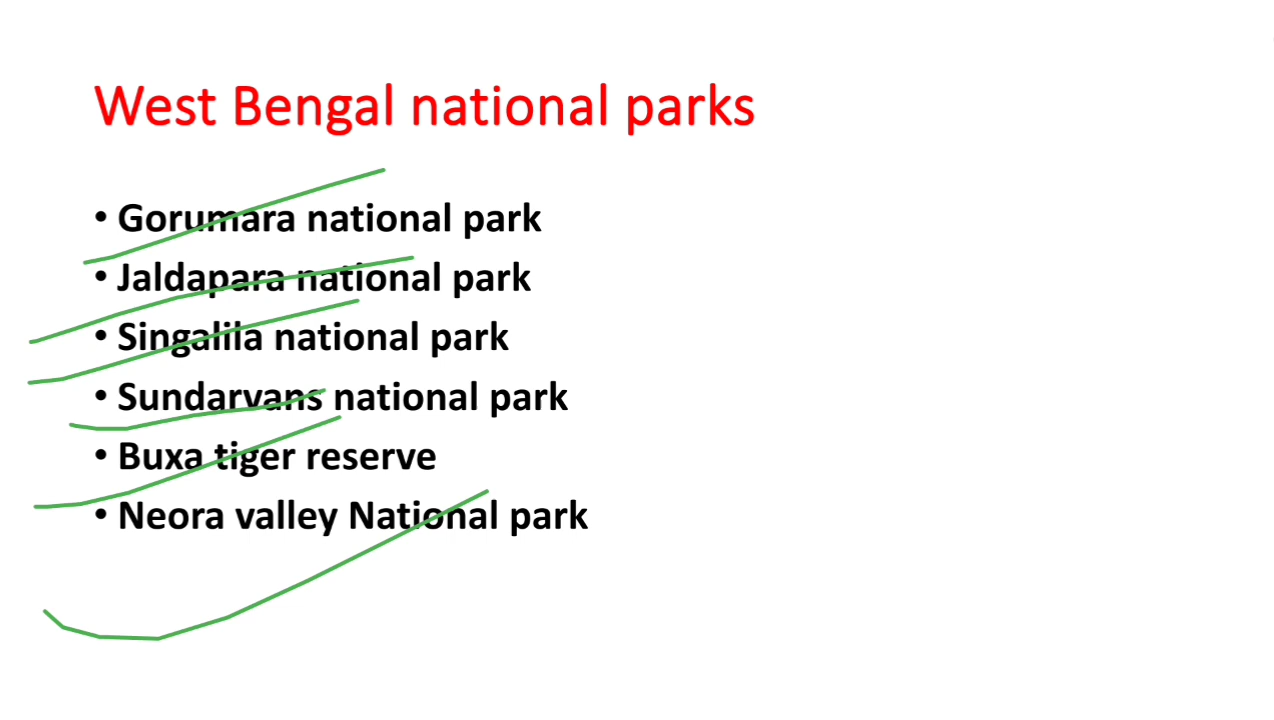 West Bengal national parks
• Gorumara national park
• Jaldapara national park
• Singalila national park
• Sundarvans national park
• Buxa tiger reserve
• Neora valley National park